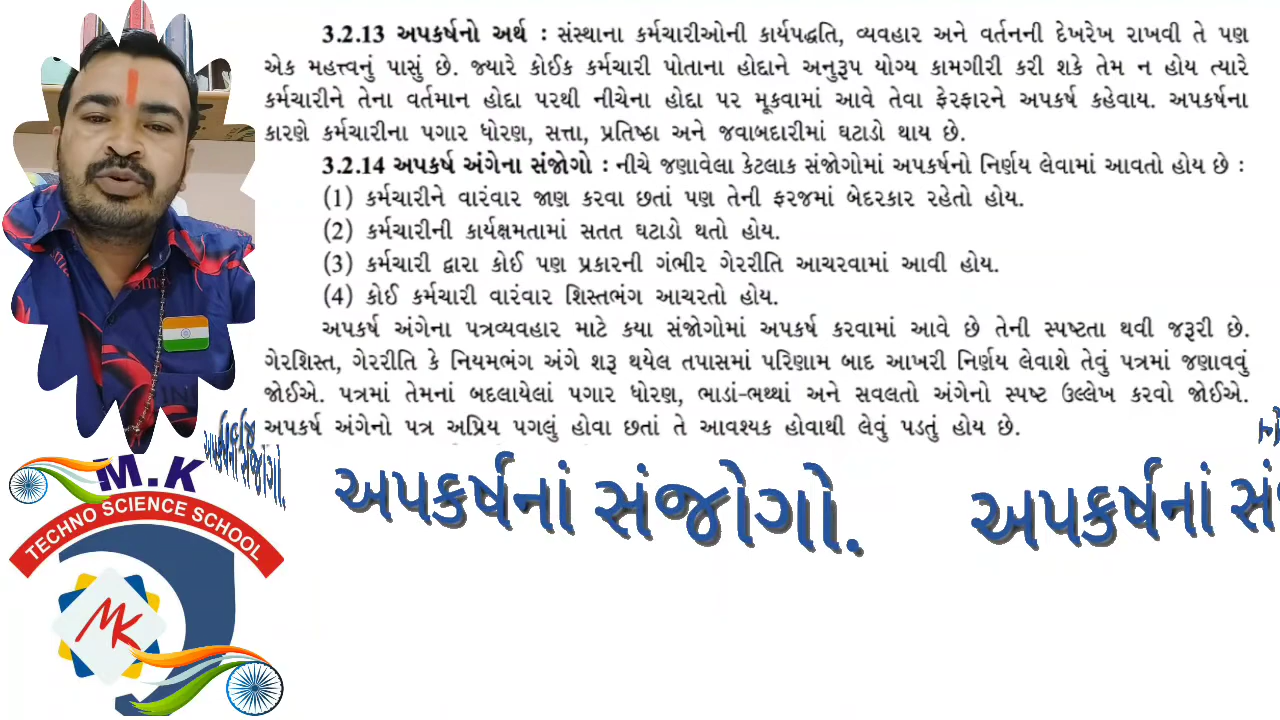 3.2.13 અપકર્ષનો અર્થ : સંસ્થાના કર્મચારીઓની કાર્યપદ્ધતિ, વ્યવહાર અને વર્તનની દેખરેખ રાખવી તે પણ
એક મહત્ત્વનું પાસું છે. જ્યારે કોઈક કર્મચારી પોતાના હોદ્દાને અનુરૂપ યોગ્ય કામગીરી કરી શકે તેમ ન હોય ત્યારે
કર્મચારીને તેના વર્તમાન હોદ્દા પરથી નીચેના હોદ્દા પર મૂકવામાં આવે તેવા ફેરફારને અપકર્ષ કહેવાય. અપકર્ષના
કારણે કર્મચારીના પગાર ધોરણ, સત્તા, પ્રતિષ્ઠા અને જવાબદારીમાં ઘટાડો થાય છે.
3.2.14 અપકર્ષ અંગેના સંજોગો : નીચે જણાવેલા કેટલાક સંજોગોમાં અપકર્ષનો નિર્ણય લેવામાં આવતો હોય છે :
(1) કર્મચારીને વારંવાર જાણ કરવા છતાં પણ તેની ફરજમાં બેદરકાર રહેતો હોય.
(2) કર્મચારીની કાર્યક્ષમતામાં સતત ઘટાડો થતો હોય.
(3) કર્મચારી દ્વારા કોઈ પણ પ્રકારની ગંભીર ગેરરીતિ આચરવામાં આવી હોય.
(4) કોઈ કર્મચારી વારંવાર શિસ્તભંગ આચરતો હોય.
અપકર્ષ અંગેના પત્રવ્યવહાર માટે કયા સંજોગોમાં અપકર્ષ કરવામાં આવે છે તેની સ્પષ્ટતા થવી જરૂરી છે.
ગેરશિસ્ત, ગેરરીતિ કે નિયમભંગ અંગે શરૂ થયેલ તપાસમાં પરિણામ બાદ આખરી નિર્ણય લેવાશે તેવું પત્રમાં જણાવવું
જોઈએ. પત્રમાં તેમનાં બદલાયેલાં પગાર ધોરણ, ભાડાં-ભથ્થાં અને સવલતો અંગેનો સ્પષ્ટ ઉલ્લેખ કરવો જોઈએ.
અપકર્ષ અંગેનો પત્ર અપ્રિય પગલું હોવા છતાં તે આવશ્યક હોવાથી લેવું પડતું હોય છે.
અપકર્ષનાં સંજોગો.
અપકર્ષનાં
M.K
TECHNO SCIENCE SCHOOL
MK